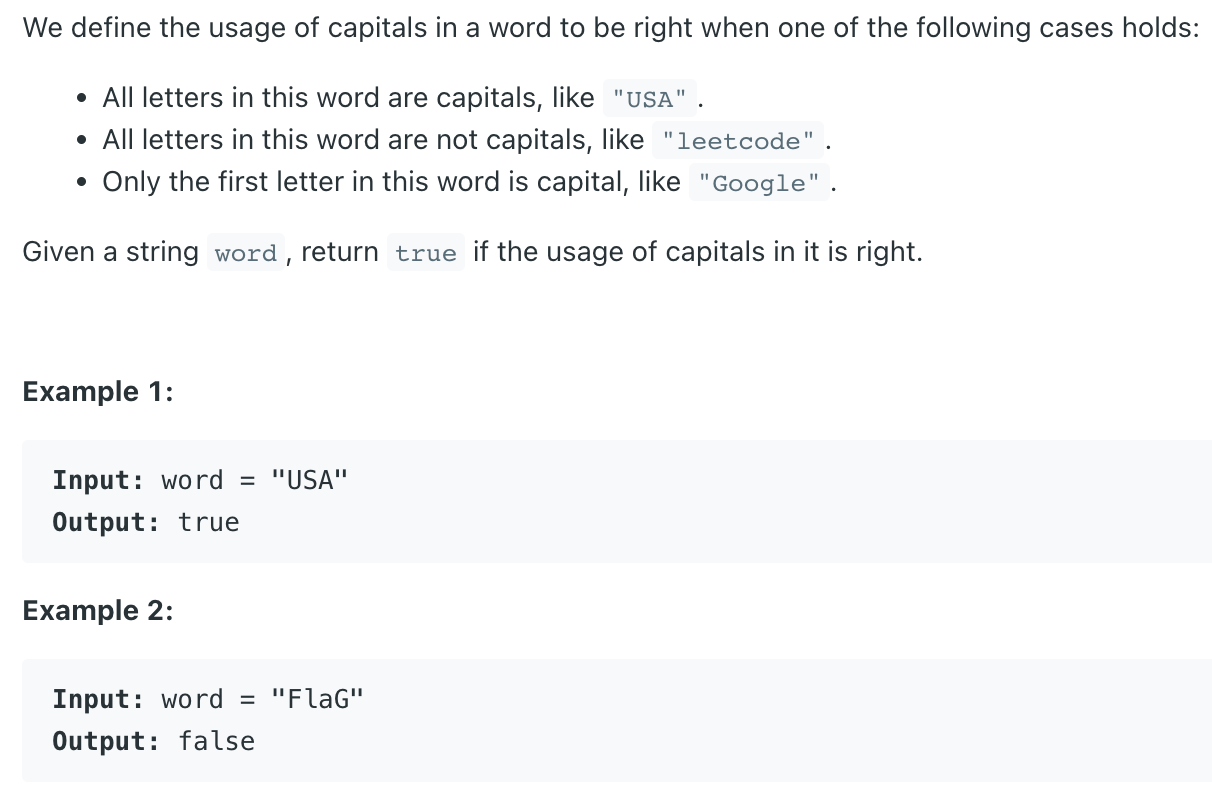 We define the usage of capitals in a word to be right when one of the following cases holds:
• All letters in this word are capitals, like "USA".
• All letters in this word are not capitals, like "leetcode".
• Only the first letter in this word is capital, like "Google".
Given a string word, return true if the usage of capitals in it is right.
Example 1:
Input: word = "USA"
Output: true
Example 2:
Input: word = "FlaG"
Output: false